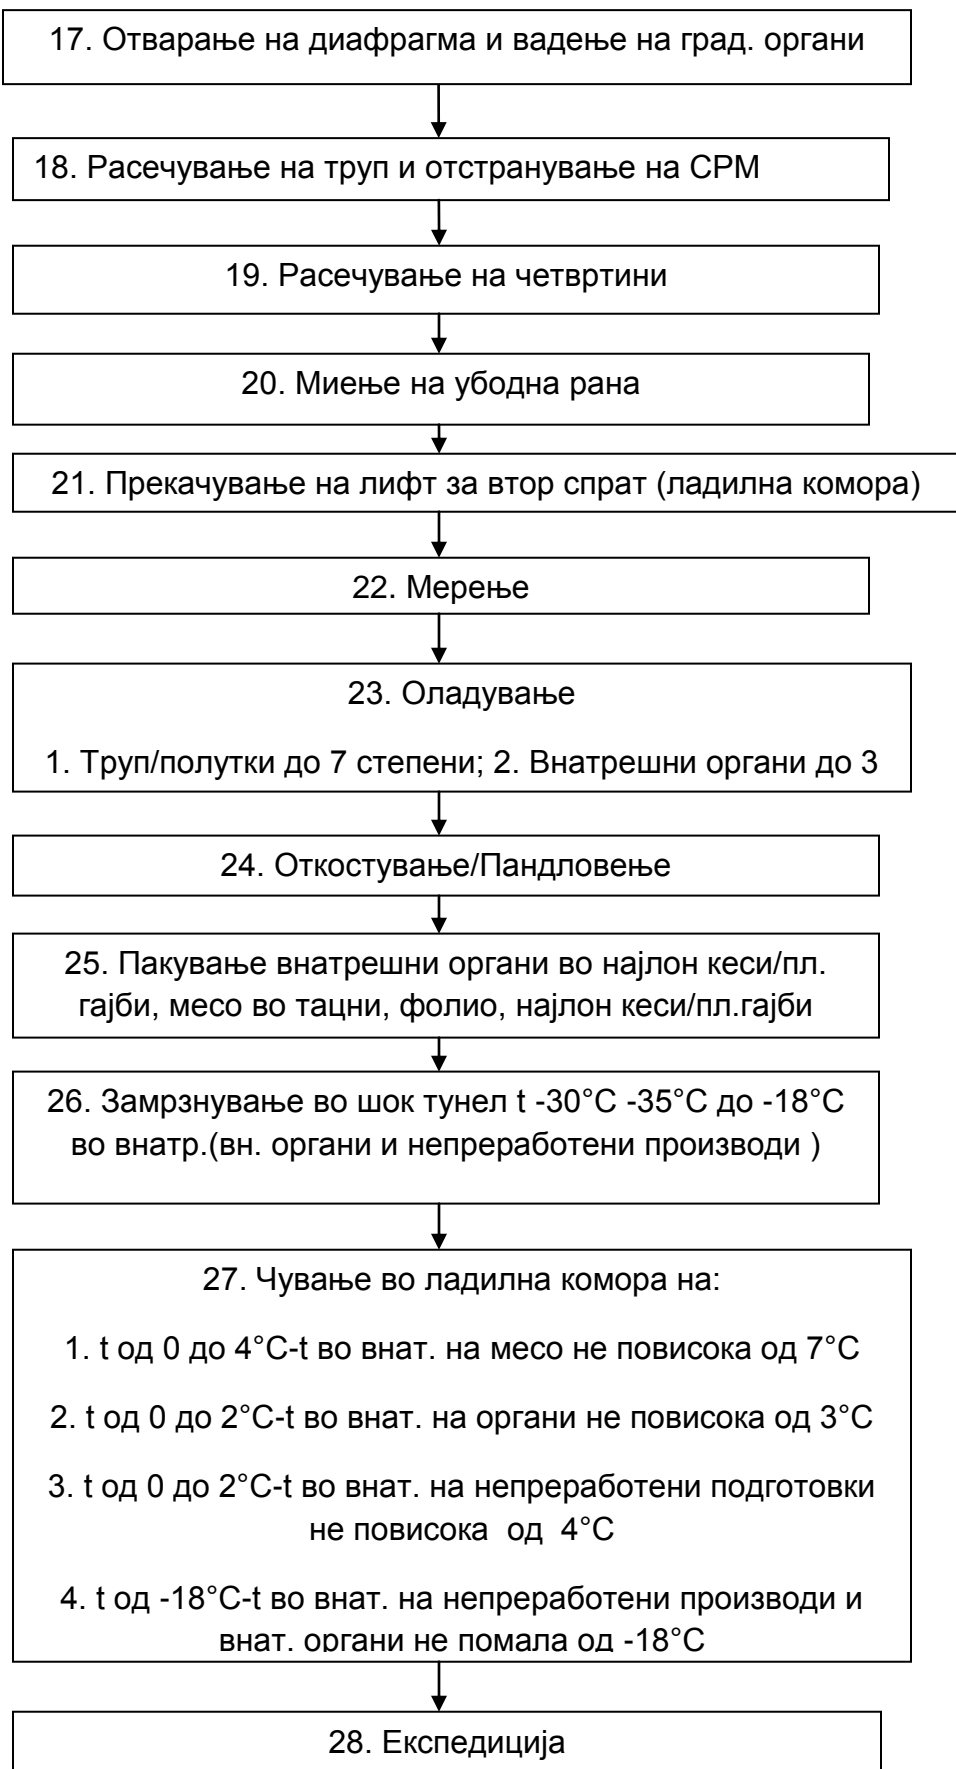 17. Отварање на диафрагма и вадење на град. органи
18. Расечување на труп и отстранување на СРМ
19. Расечување на четвртини
20. Миење на убодна рана
21. Прекачување на лифт за втор спрат (ладилна комора)
22. Мерење
23. Оладување
1. Труп/полутки до 7 степени; 2. Внатрешни органи до 3
24. Откостување/Пандловење
25. Пакување внатрешни органи во најлон кеси/пл.
гајби, месо во тацни, фолио, најлон кеси/пл.гајби
26. Замрзнување во шок тунел t -30°C -35°C до -18°C
во внатр.(вн. органи и непреработени производи )
27. Чување во ладилна комора на:
1. t од 0 до 4°C-t во внат. на месо не повисока од 7°C
2. t од 0 до 2°C-t во внат. на органи не повисока од 3°C
3. t од 0 до 2°C-t во внат. на непреработени подготовки
не повисока  од  4°C
4. t од -18°C-t во внат. на непреработени производи и
внат. органи не помала од -18°C
28. Експедиција